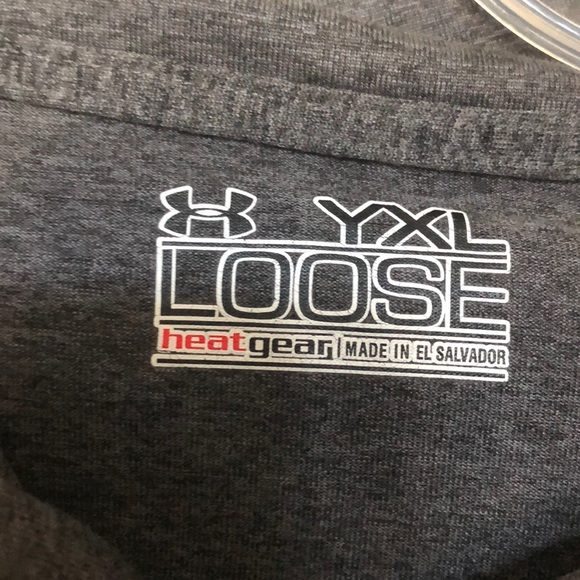 YXL
LOOSE
heatgear | MADE IN EL SALVADOR